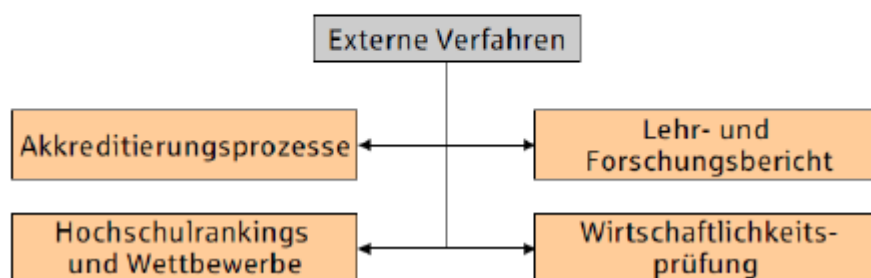 Externe Verfahren
Akkreditierungsprozesse
Lehr- und
Forschungsbericht
Hochschulrankings
und Wettbewerbe
Wirtschaftlichkeits-
prüfung